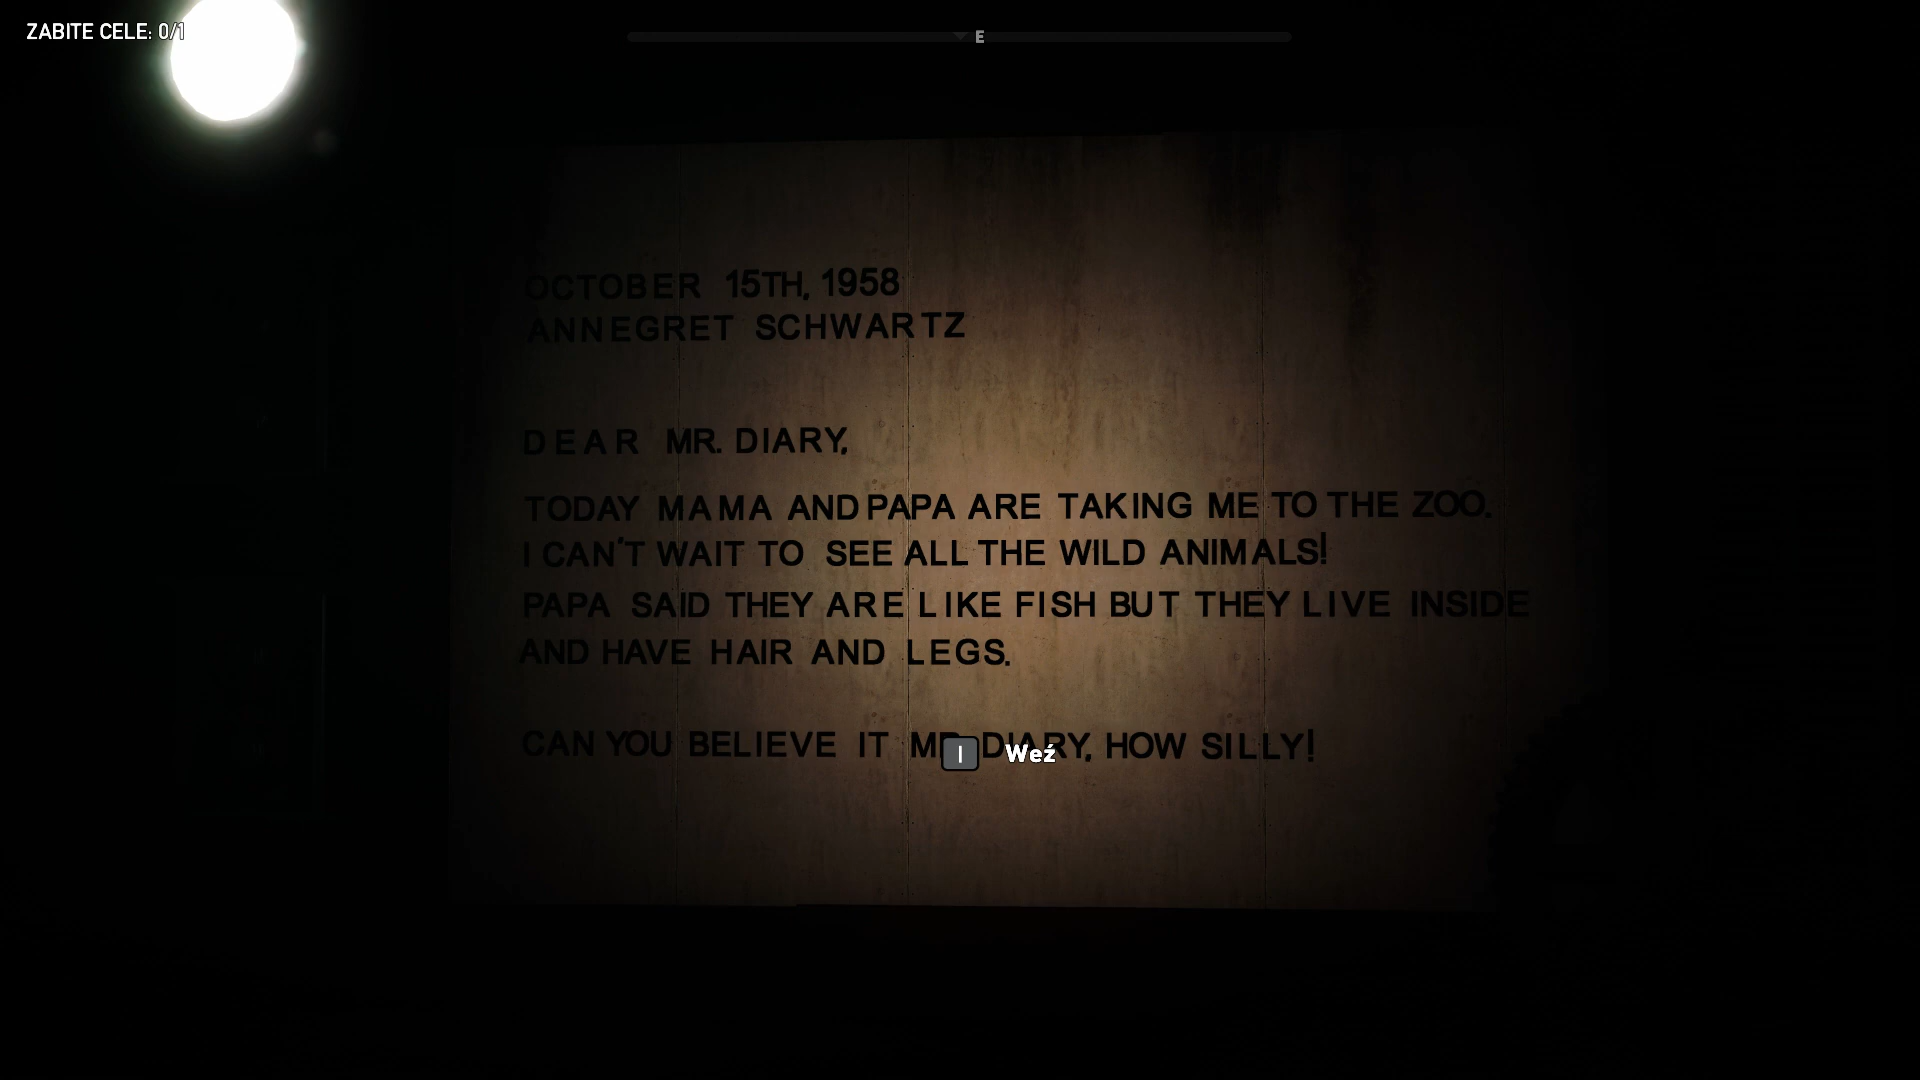 ZABITE CELE: 0/1
E
OCTOBER 15TH, 1958
ANNEGRET SCHWARTZ
DEAR MR. DIARY,
TODAY MAMA AND PAPA ARE TAKING ME TO THE ZOO.
I CAN'T WAIT TO SEE ALL THE WILD ANIMALS!
PAPA SAID THEY ARE LIKE FISH BUT THEY LIVE INSIDE
AND HAVE HAIR AND LEGS.
CAN YOU BELIEVE IT MR. DIARY, HOW SILLY!
I Weź